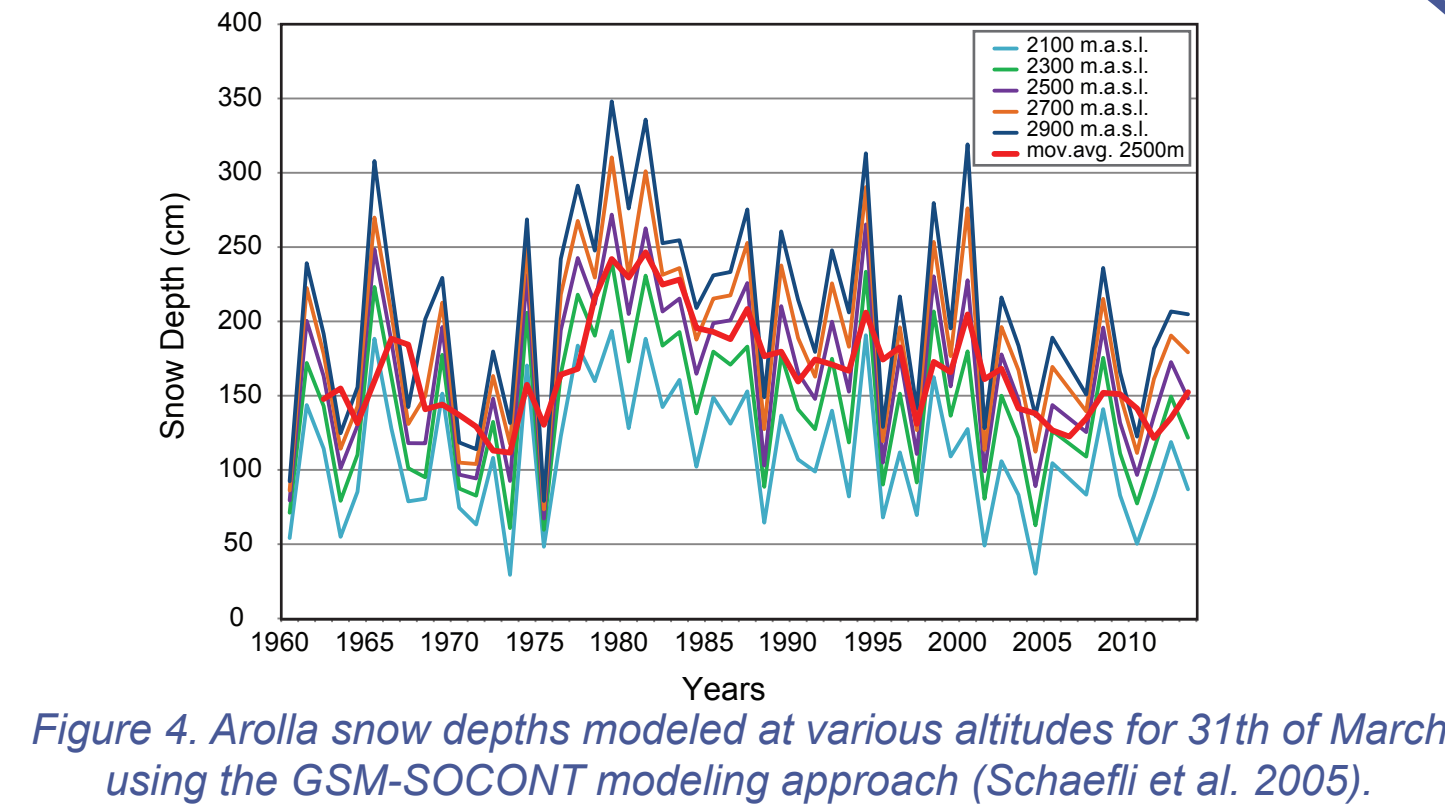 400
350
300
250
200
150
100
50
0
Snow Depth (cm)
2100 m.a.s.l.
2300 m.a.s.l.
2500 m.a.s.l.
2700 m.a.s.l.
2900 m.a.s.l.
mov.avg. 2500m
1960 1965 1970 1975 1980 1985 1990 1995 2000 2005 2010
Years
Figure 4. Arolla snow depths modeled at various altitudes for 31th of March
using the GSM-SOCONT modeling approach (Schaefli et al. 2005).